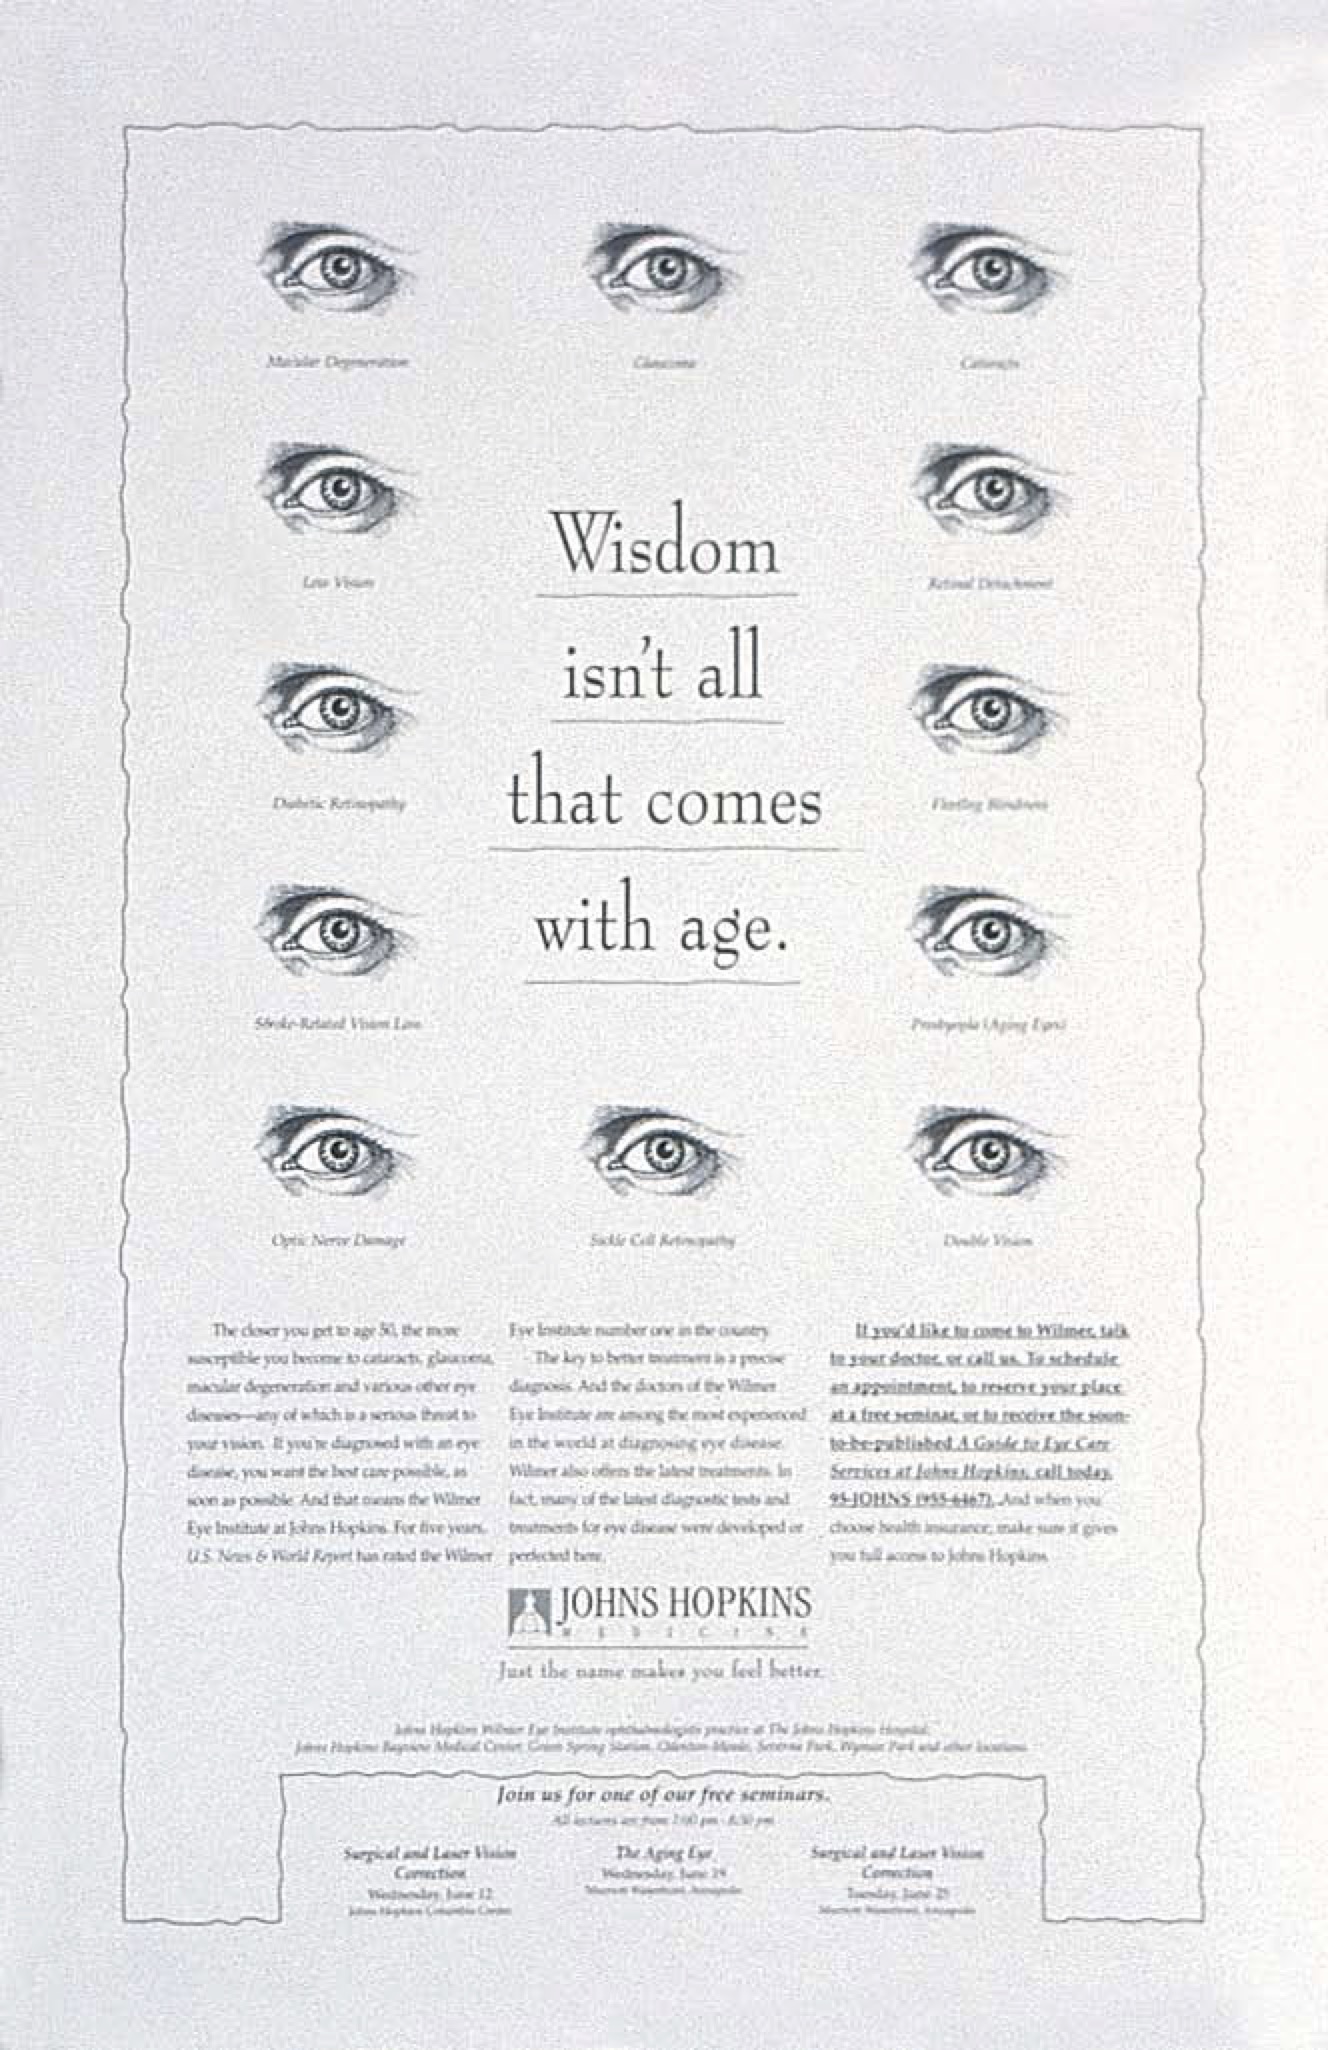 Macular Degeneration
Glaucoma
Cataracts
Low Vision
Retinal Detachment
Diabetic Retinopathy
Fleeting Blindness
Stroke-Related Vision Loss
Presbyopia (Aging Eyes)
Optic Nerve Damage
Sickle Cell Retinopathy
Double Vision
Wisdom
isn't all
that comes
with age.
The closer you get to age 50, the more
susceptible you become to cataracts, glaucoma,
macular degeneration and various other eye
diseases—any of which is a serious threat to
your vision. If you're diagnosed with an eye
disease, you want the best care possible, as
soon as possible. And that means the Wilmer
Eye Institute at Johns Hopkins. For five years,
U.S. News & World Report has rated the Wilmer
Eye Institute number one in the country.
The key to better treatment is a precise
diagnosis. And the doctors of the Wilmer
Eye Institute are among the most experienced
in the world at diagnosing eye disease.
Wilmer also offers the latest treatments. In
fact, many of the latest diagnostic tests and
treatments for eye disease were developed or
perfected here.
If you'd like to come to Wilmer, talk
to your doctor, or call us. To schedule
an appointment, to reserve your place
at a free seminar, or to receive the soon-
to-be-published A Guide to Eye Care
Services at Johns Hopkins, call today,
95-JOHNS (955-6467). And when you
choose health insurance, make sure it gives
you full access to Johns Hopkins.
JOHNS HOPKINS
MEDICINE
Just the name makes you feel better.
Johns Hopkins Wilmer Eye Institute ophthalmologists practice at The Johns Hopkins Hospital,
Johns Hopkins Bayview Medical Center, Green Spring Station, Odenton-Meade, Severna Park, Wyman Park and other locations.
Join us for one of our free seminars.
All lectures are from 7:00 pm - 8:30 pm
Surgical and Laser Vision
Correction
Wednesday, June 12
Johns Hopkins Columbia Center
The Aging Eye
Wednesday, June 19
Marriott Waterfront, Annapolis
Surgical and Laser Vision
Correction
Tuesday, June 25
Marriott Waterfront, Annapolis